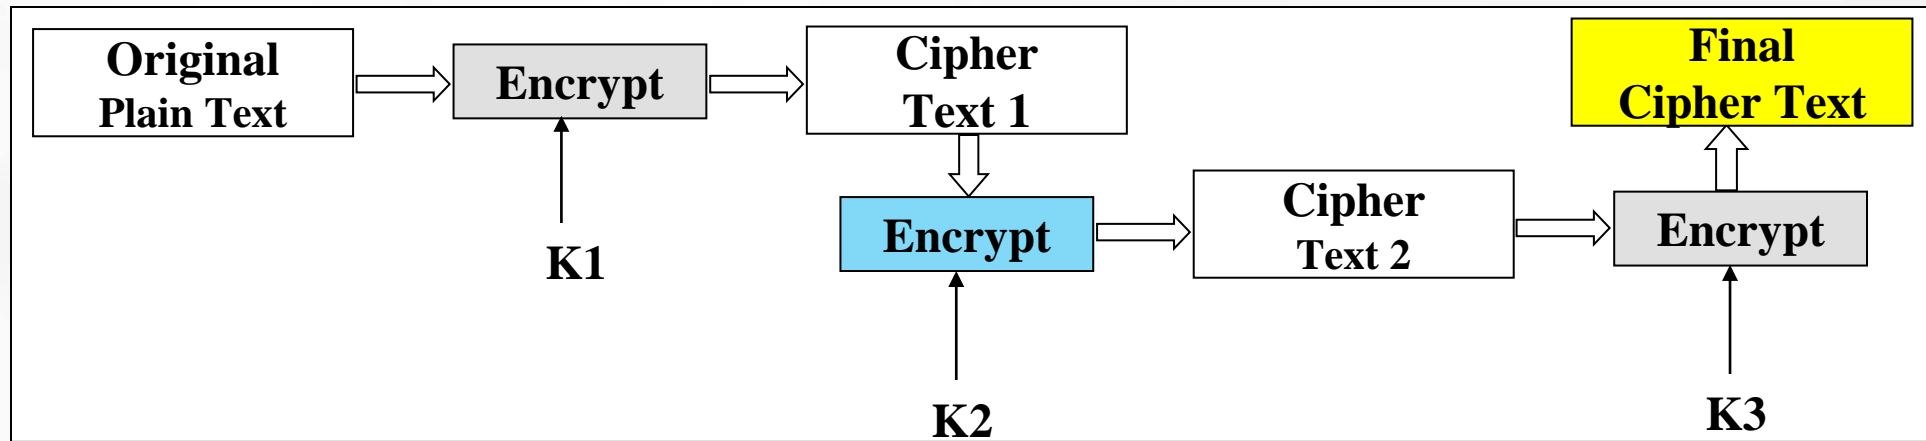 Original
Plain Text
Encrypt
K1
Cipher
Text 1
Encrypt
K2
Cipher
Text 2
Encrypt
K3
Final
Cipher Text